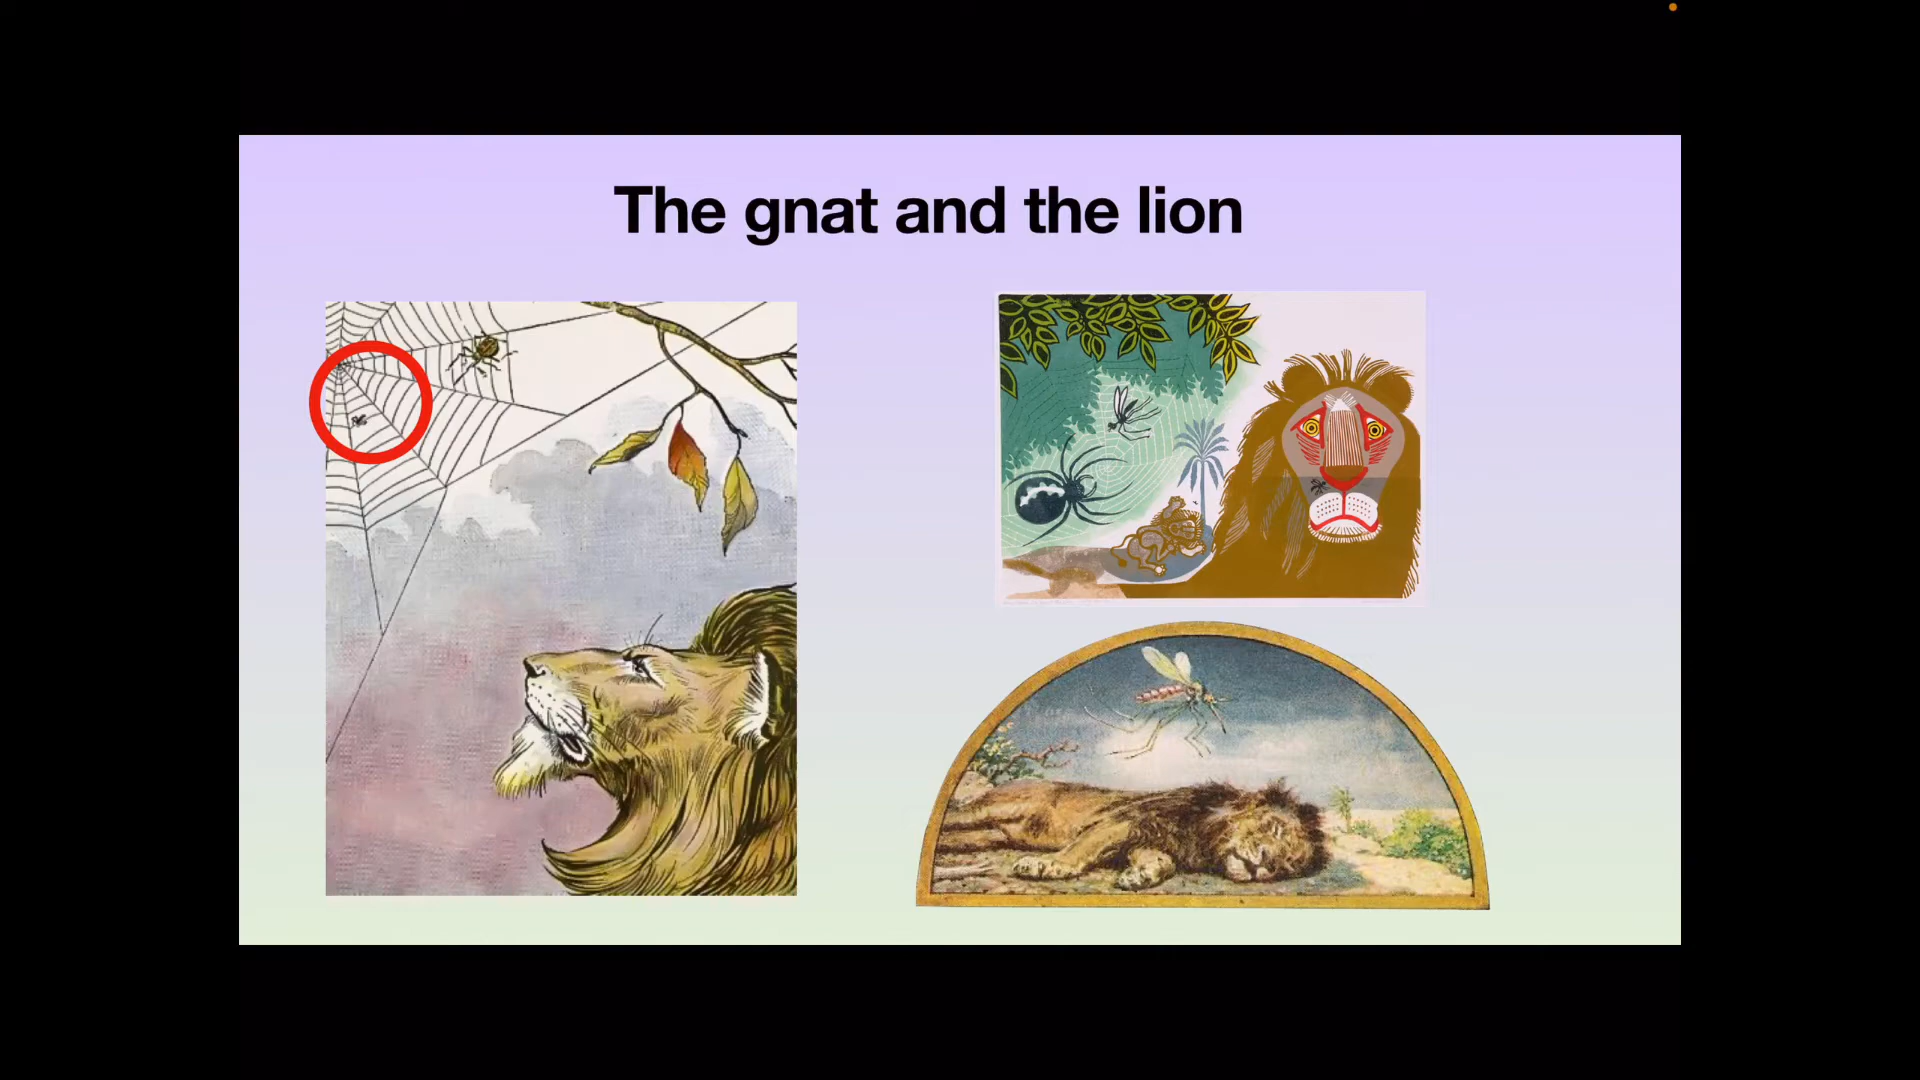 The gnat and the lion